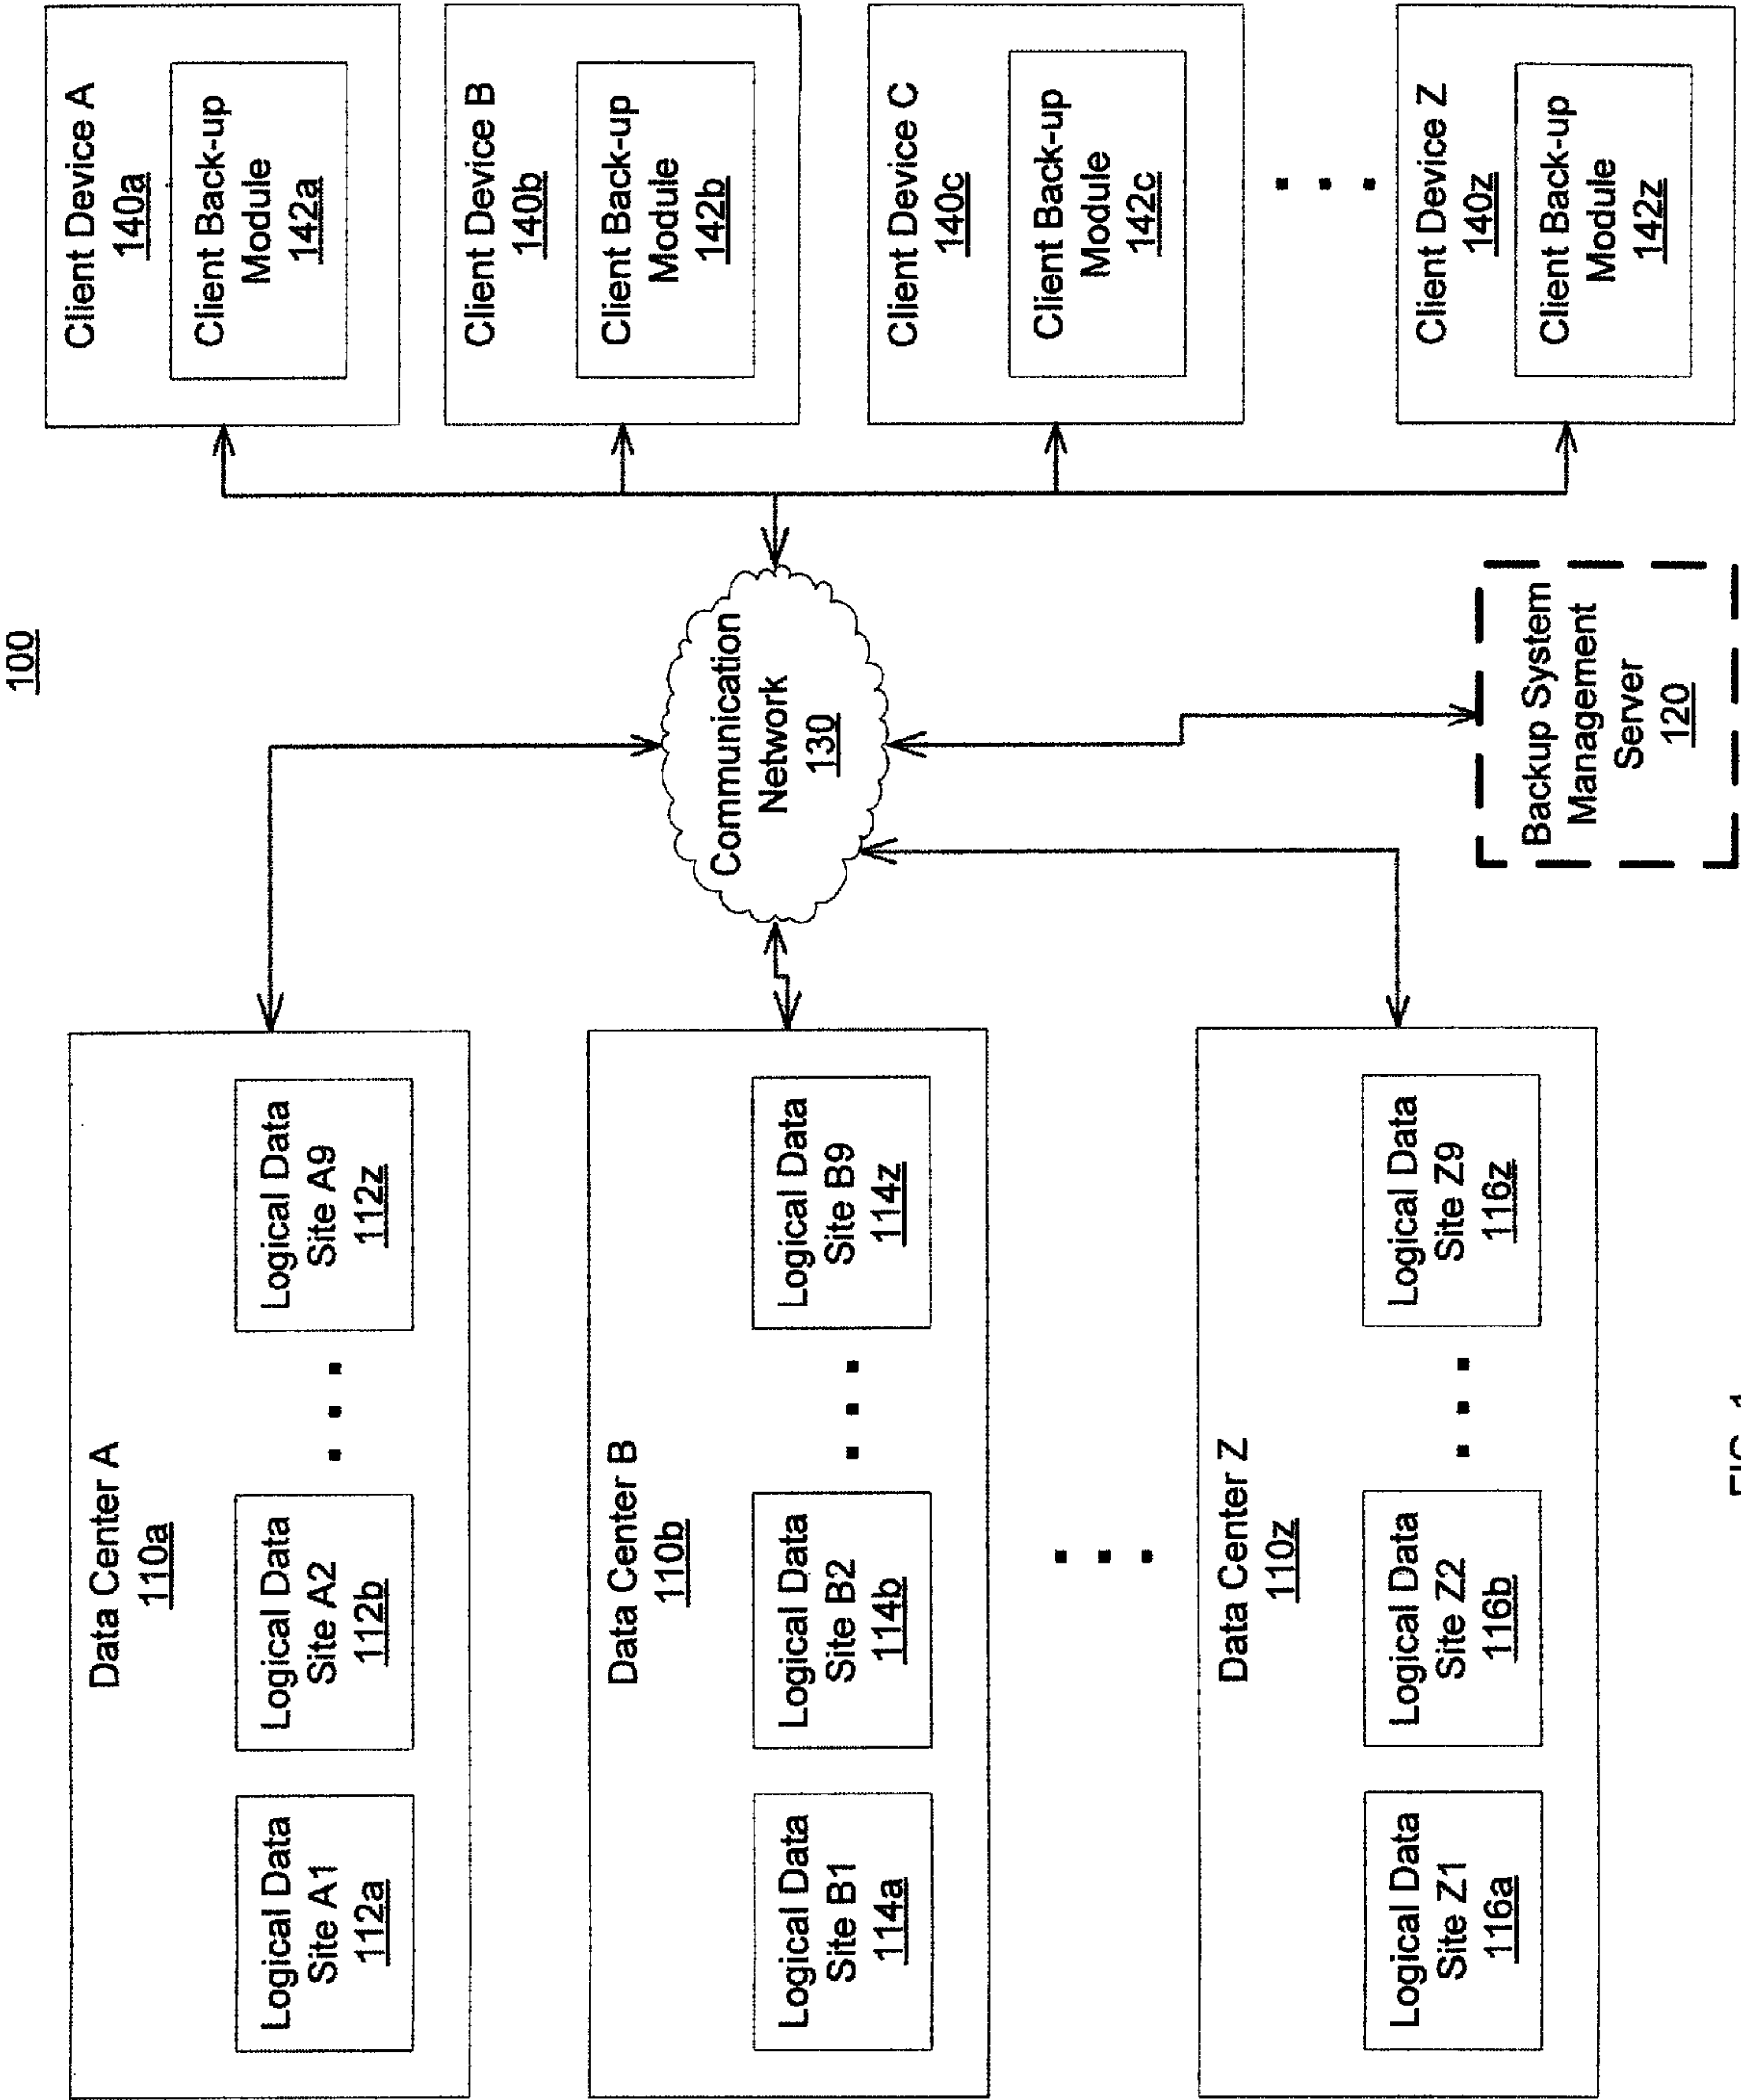 100
Data Center A
110a
Logical Data
Site A1
112a
Logical Data
Site A2
112b
. . .
Logical Data
Site A9
112z
Data Center B
110b
Logical Data
Site B1
114a
Logical Data
Site B2
114b
. . .
Logical Data
Site B9
114z
Data Center Z
110z
Logical Data
Site Z1
116a
Logical Data
Site Z2
116b
. . .
Logical Data
Site Z9
116z
Communication
Network
130
Backup System
Management
Server
120
Client Device A
140a
Client Back-up
Module
142a
Client Device B
140b
Client Back-up
Module
142b
Client Device C
140c
Client Back-up
Module
142c
Client Device Z
140z
Client Back-up
Module
142z
FIG. 1